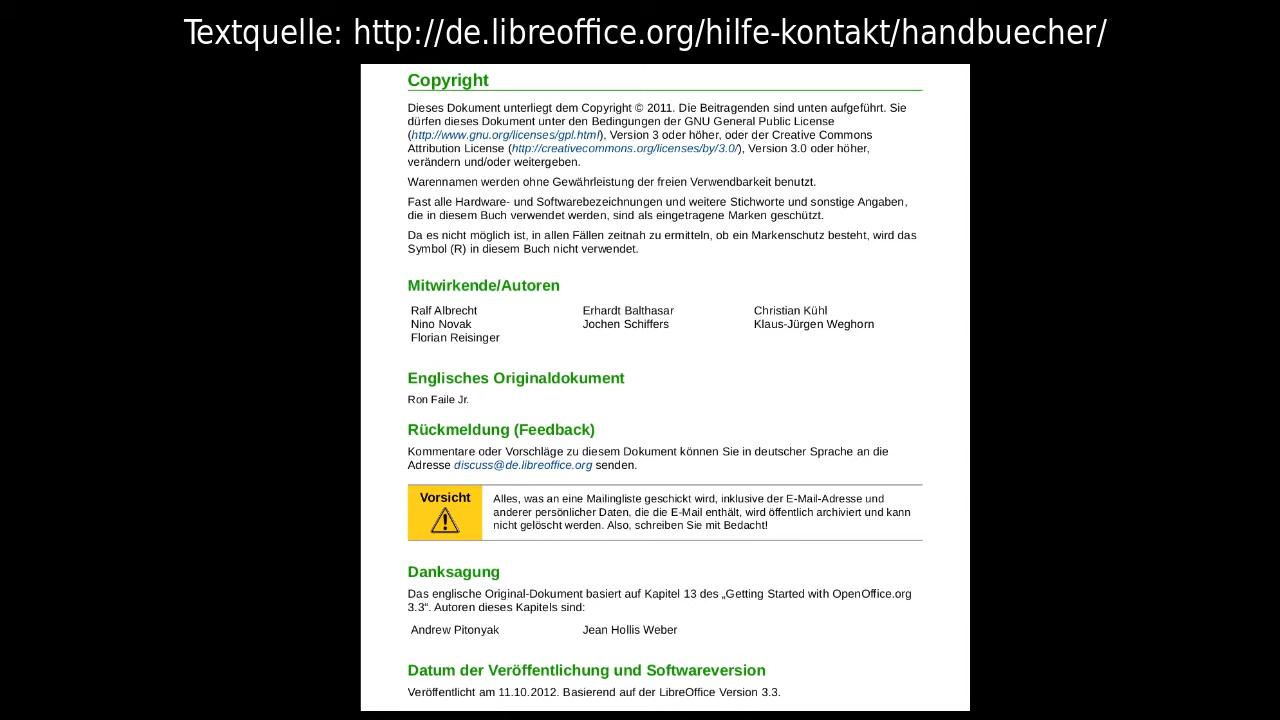 Textquelle: http://de.libreoffice.org/hilfe-kontakt/handbuecher/
Copyright
Dieses Dokument unterliegt dem Copyright © 2011. Die Beitragenden sind unten aufgeführt. Sie
dürfen dieses Dokument unter den Bedingungen der GNU General Public License
(http://www.gnu.org/licenses/gpl.html), Version 3 oder höher, oder der Creative Commons
Attribution License (http://creativecommons.org/licenses/by/3.0/), Version 3.0 oder höher,
verändern und/oder weitergeben.
Warennamen werden ohne Gewährleistung der freien Verwendbarkeit benutzt.
Fast alle Hardware- und Softwarebezeichnungen und weitere Stichworte und sonstige Angaben,
die in diesem Buch verwendet werden, sind als eingetragene Marken geschützt.
Da es nicht möglich ist, in allen Fällen zeitnah zu ermitteln, ob ein Markenschutz besteht, wird das
Symbol (R) in diesem Buch nicht verwendet.
Mitwirkende/Autoren
Ralf Albrecht Erhardt Balthasar Christian Kühl
Nino Novak Jochen Schiffers Klaus-Jürgen Weghorn
Florian Reisinger
Englisches Originaldokument
Ron Faile Jr.
Rückmeldung (Feedback)
Kommentare oder Vorschläge zu diesem Dokument können Sie in deutscher Sprache an die
Adresse discuss@de.libreoffice.org senden.
Vorsicht
Alles, was an eine Mailingliste geschickt wird, inklusive der E-Mail-Adresse und
anderer persönlicher Daten, die die E-Mail enthält, wird öffentlich archiviert und kann
nicht gelöscht werden. Also, schreiben Sie mit Bedacht!
Danksagung
Das englische Original-Dokument basiert auf Kapitel 13 des „Getting Started with OpenOffice.org
3.3“. Autoren dieses Kapitels sind:
Andrew Pitonyak Jean Hollis Weber
Datum der Veröffentlichung und Softwareversion
Veröffentlicht am 11.10.2012. Basierend auf der LibreOffice Version 3.3.